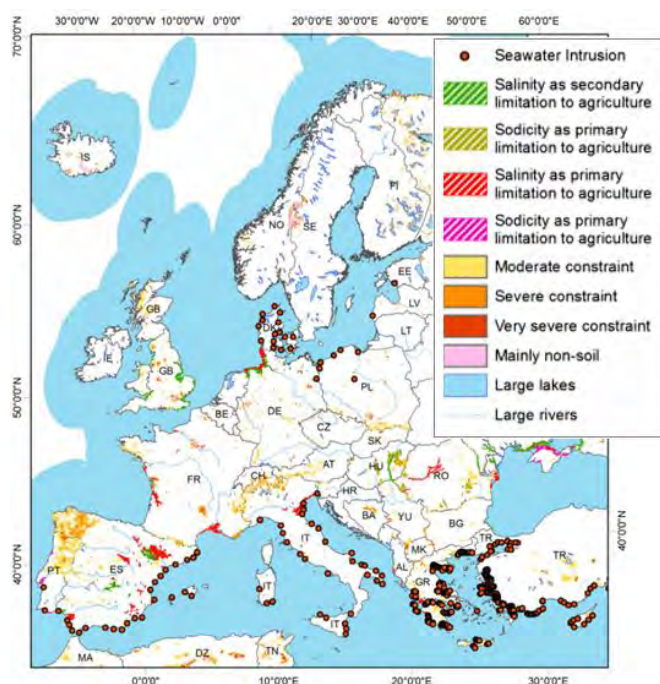 30°0'0"W 20°0'0"W 10°0'0"W 0°0'0" 20°0'0"E 30°0'0"E 40°0'0"E 50°0'0"E 60°0'0"E
70°0'0"N
60°0'0"N
50°0'0"N
40°0'0"N
40°0'0"N
Seawater Intrusion
Salinity as secondary
limitation to agriculture
Sodicity as primary
limitation to agriculture
Salinity as primary
limitation to agriculture
Sodicity as primary
limitation to agriculture
Moderate constraint
Severe constraint
Very severe constraint
Mainly non-soil
Large lakes
Large rivers
IS
NO
SE
FI
EE
LV
LT
GB
DK
IE
GB
PL
BE
DE
CZ
SK
FR
CH
AT
HU
RO
HR
BA
YU
BG
IT
MK
TR
TR
AL
GR
PT
ES
IT
IT
MA
DZ
TN
0°0'0" 10°0'0"E 20°0'0"E 30°0'0"E